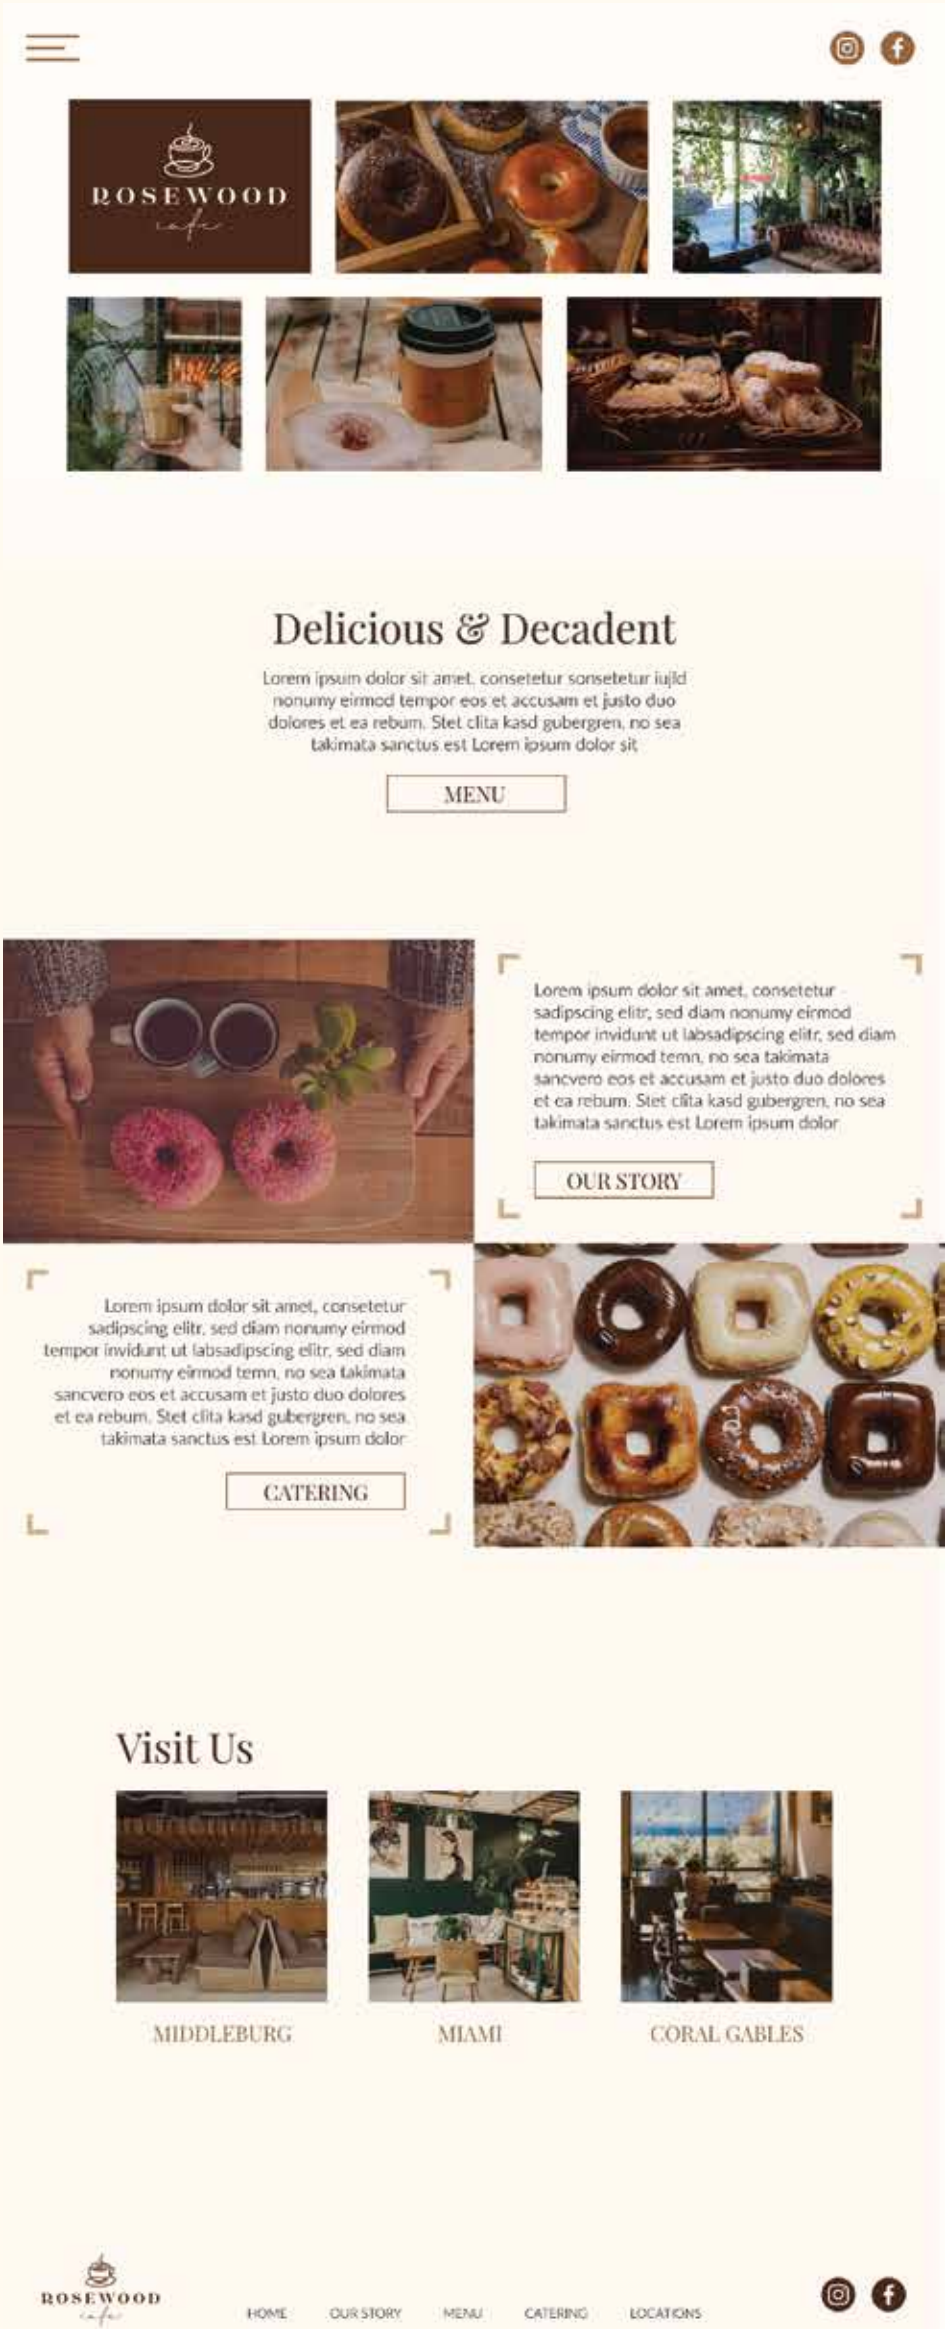 ROSEWOOD
cafe
Delicious & Decadent
Lorem ipsum dolor sit amet, consetetur sonsetetur iujld
nonumy eirmod tempor eos et accusam et justo duo
dolores et ea rebum. Stet clita kasd gubergren, no sea
takimata sanctus est Lorem ipsum dolor sit
MENU
Lorem ipsum dolor sit amet, consetetur
sadipscing elitr, sed diam nonumy eirmod
tempor invidunt ut labsadipscing elitr, sed diam
nonumy eirmod temn, no sea takimata
sancvero eos et accusam et justo duo dolores
et ea rebum. Stet clita kasd gubergren, no sea
takimata sanctus est Lorem ipsum dolor
OUR STORY
Lorem ipsum dolor sit amet, consetetur
sadipscing elitr, sed diam nonumy eirmod
tempor invidunt ut labsadipscing elitr, sed diam
nonumy eirmod temn, no sea takimata
sancvero eos et accusam et justo duo dolores
et ea rebum. Stet clita kasd gubergren, no sea
takimata sanctus est Lorem ipsum dolor
CATERING
Visit Us
MIDDLEBURG
MIAMI
CORAL GABLES
ROSEWOOD
cafe
HOME
OUR STORY
MENU
CATERING
LOCATIONS